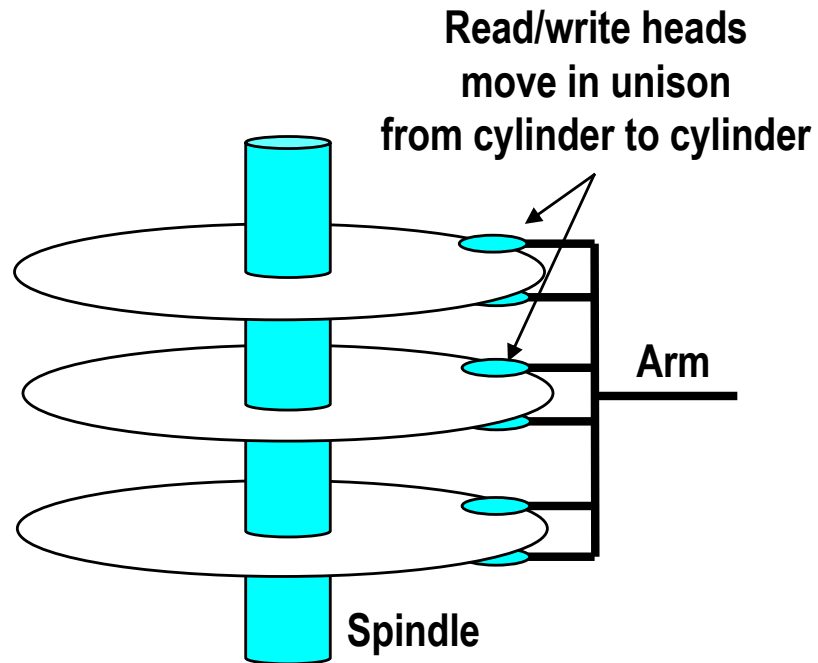 Read/write heads
move in unison
from cylinder to cylinder
Arm
Spindle